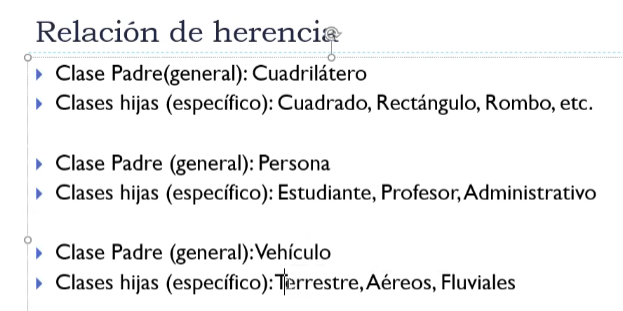 Relación de herencia
Clase Padre(general): Cuadrilátero
Clases hijas (específico): Cuadrado, Rectángulo, Rombo, etc.
Clase Padre (general): Persona
Clases hijas (específico): Estudiante, Profesor, Administrativo
Clase Padre (general): Vehículo
Clases hijas (específico): Terrestre, Aéreos, Fluviales